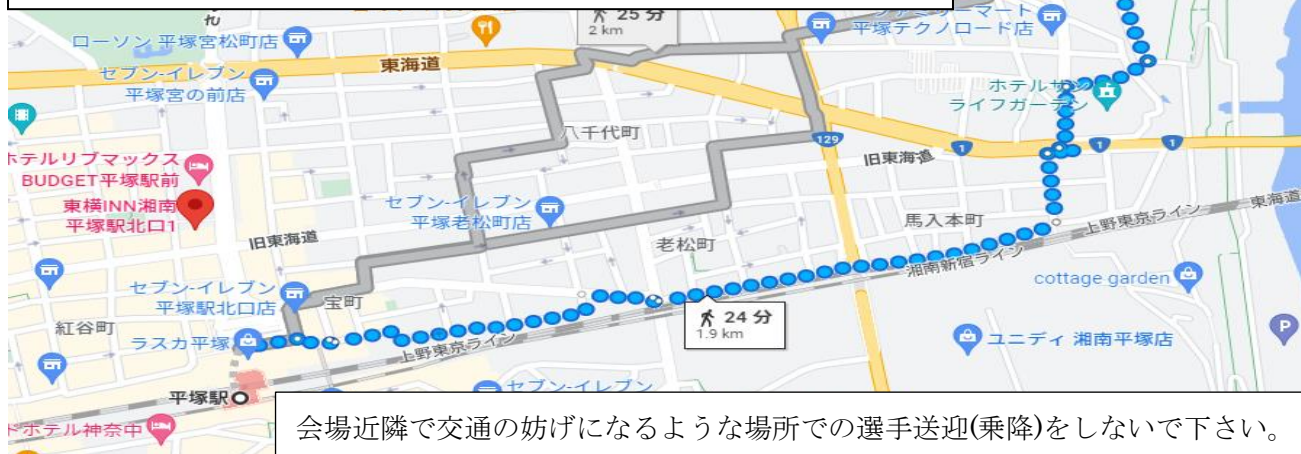 25 分
2 km
ローソン 平塚宮松町店
平塚テクノロード店
東海道
セブン-イレブン
平塚宮の前店
ホテルサン
ライフガーデン
八千代町
129
1
1
1
旧東海道
ホテルリブマックス
BUDGET平塚駅前
東横INN湘南
平塚駅北口1
セブン-イレブン
平塚老松町店
馬入本町
東海道
上野東京ライン
旧東海道
老松町
湘南新宿ライン
cottage garden
セブン-イレブン
平塚駅北口店
宝町
紅谷町
24 分
1.9 km
ラスカ平塚
上野東京ライン
ユニディ 湘南平塚店
P
セブン-イレブン
平塚駅
ドホテル神奈中
会場近隣で交通の妨げになるような場所での選手送迎(乗降)をしないで下さい。